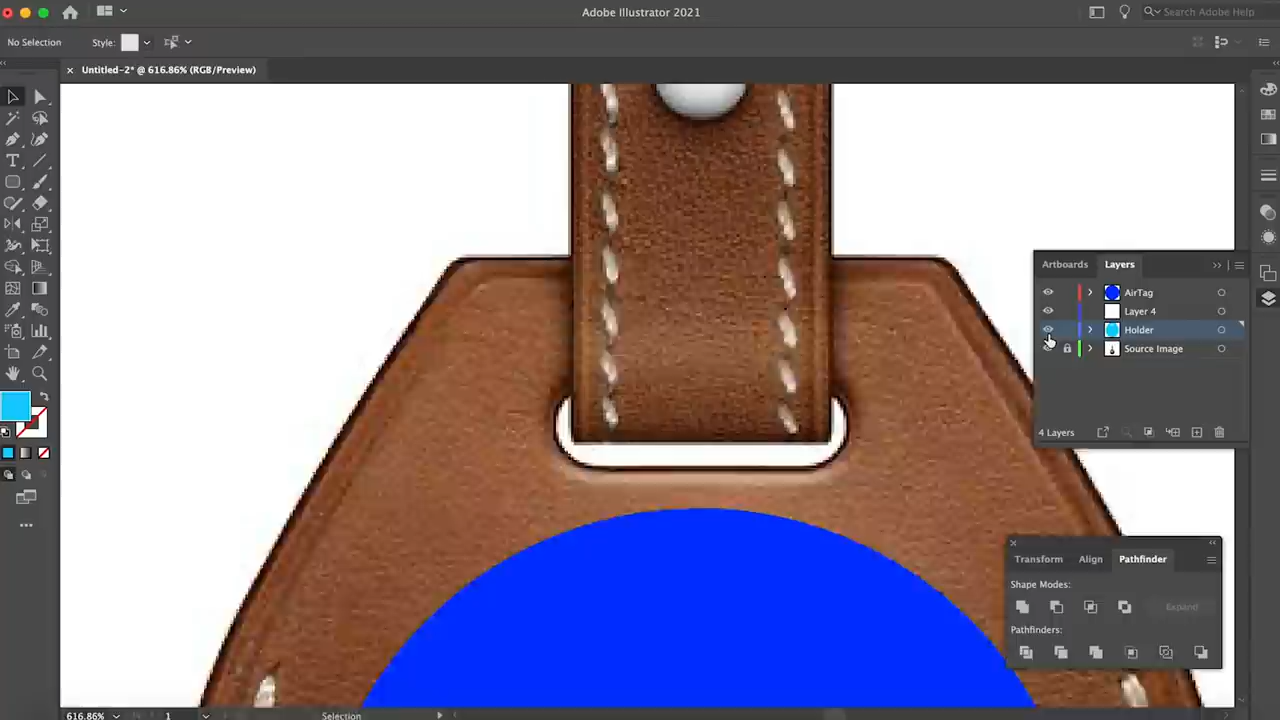 Adobe Illustrator 2021
Search Adobe Help
No Selection
Style:
× Untitled-2* @ 616.86% (RGB/Preview)
Artboards Layers
AirTag
Layer 4
Holder
Source Image
4 Layers
Transform Align Pathfinder
Shape Modes:
Expand
Pathfinders:
616.86% 1 Selection